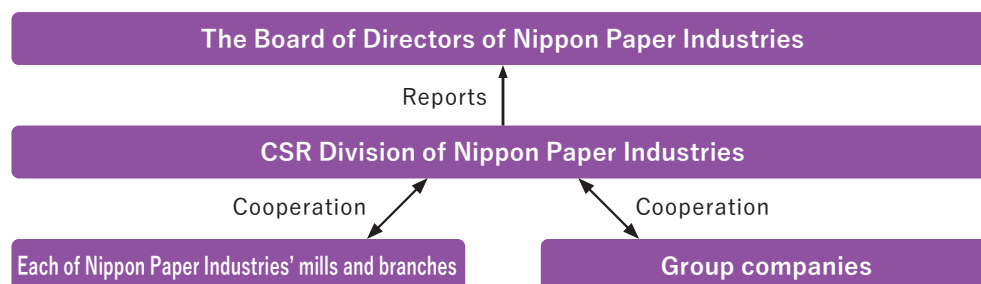 The Board of Directors of Nippon Paper Industries
Reports
CSR Division of Nippon Paper Industries
Cooperation
Cooperation
Each of Nippon Paper Industries’ mills and branches
Group companies